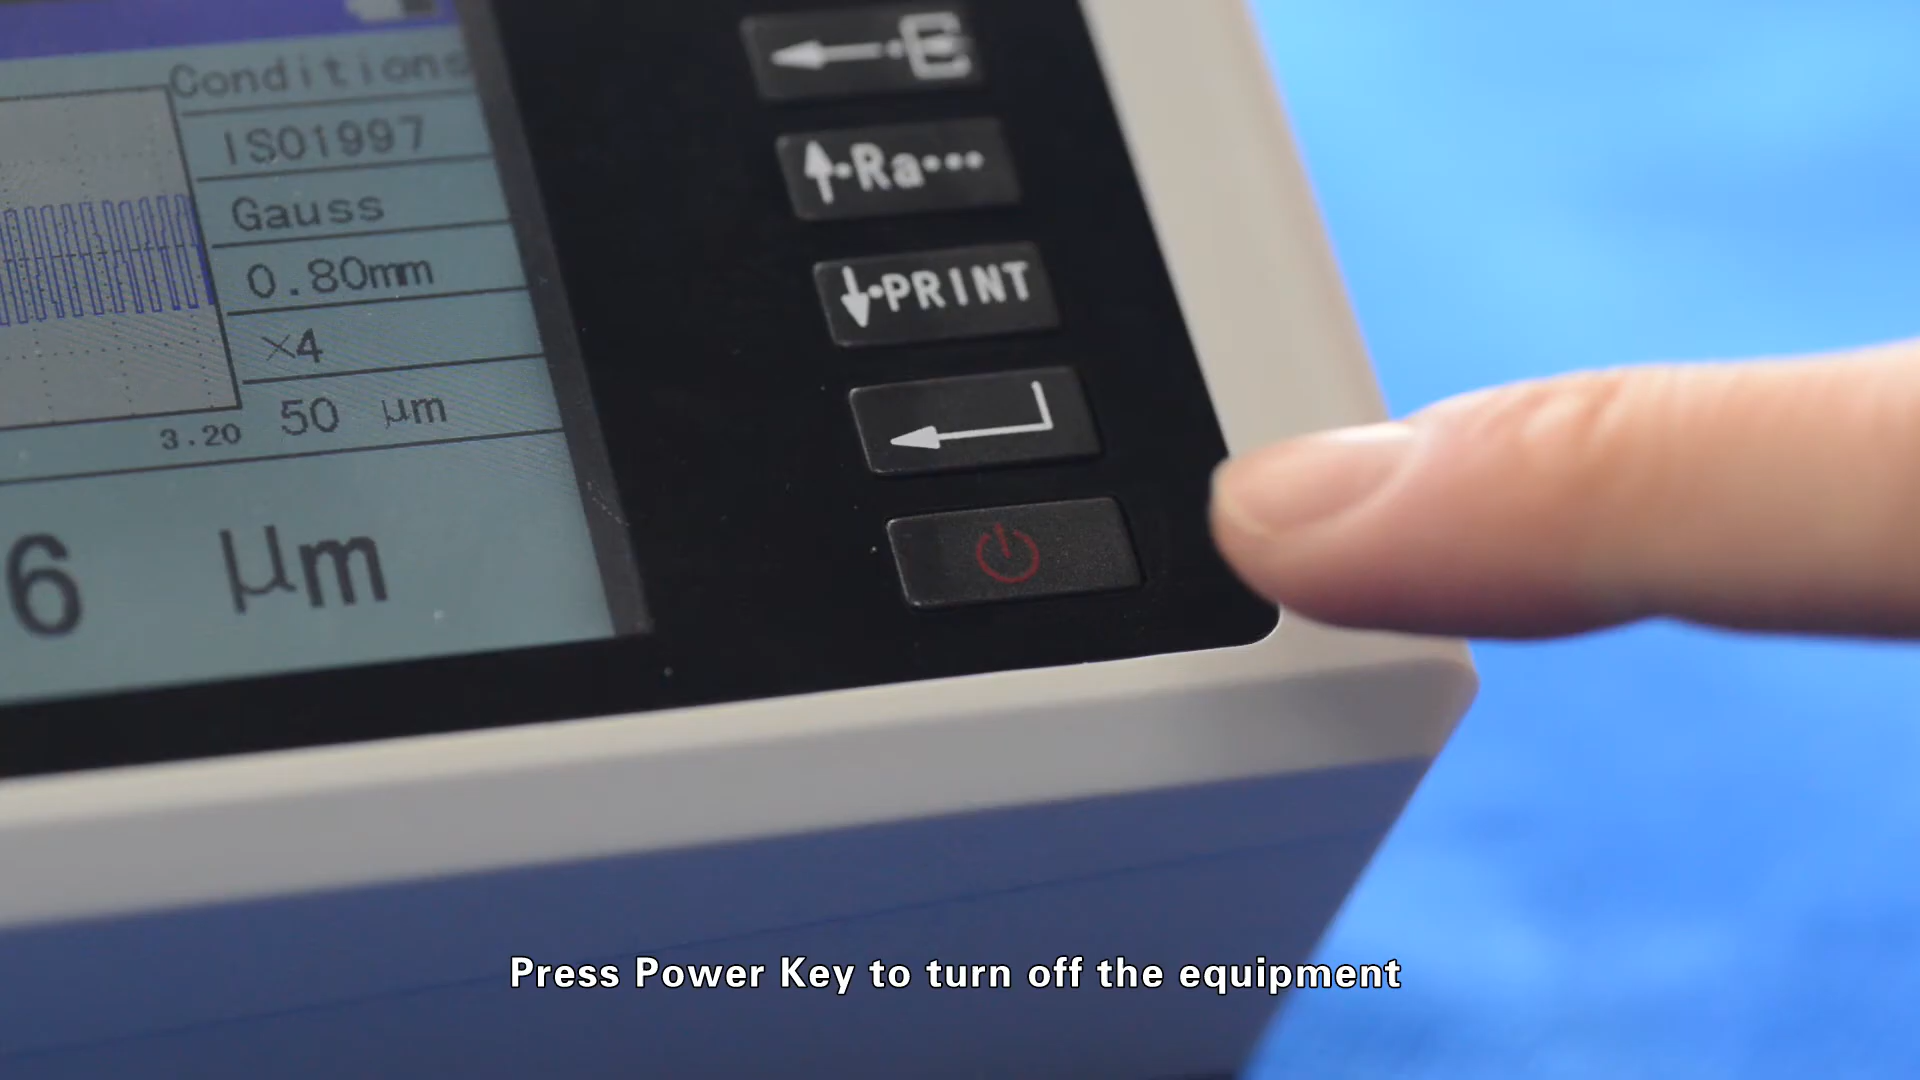 Conditions
ISO1997
Gauss
0.80mm
×4
50 μm
3.20
6 μm
E
Ra...
PRINT
Press Power Key to turn off the equipment